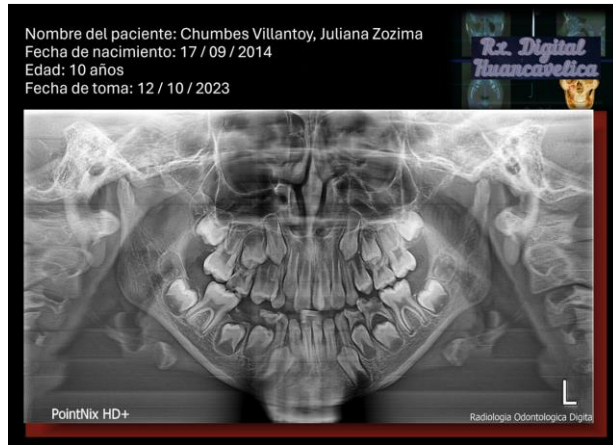 Nombre del paciente: Chumbes Villantoy, Juliana Zozima
Fecha de nacimiento: 17 / 09 / 2014
Edad: 10 años
Fecha de toma: 12 / 10 / 2023
Rx Digital
Huancavelica
L
PointNix HD+
Radiologia Odontologica Digita